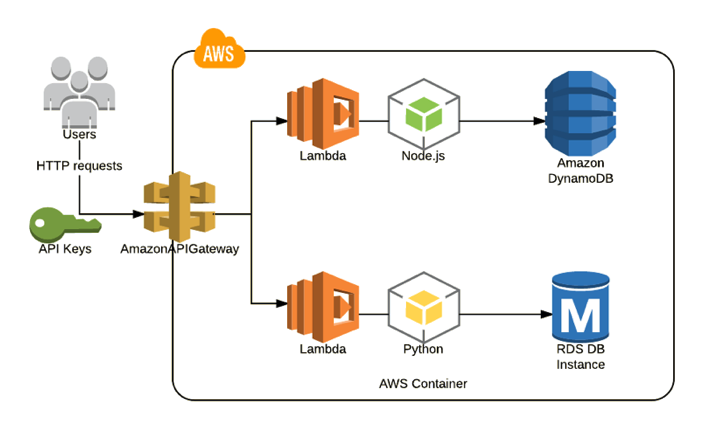 AWS
Users
HTTP requests
API Keys
AmazonAPIGateway
Lambda
Node.js
Amazon
DynamoDB
Lambda
Python
M
RDS DB
Instance
AWS Container